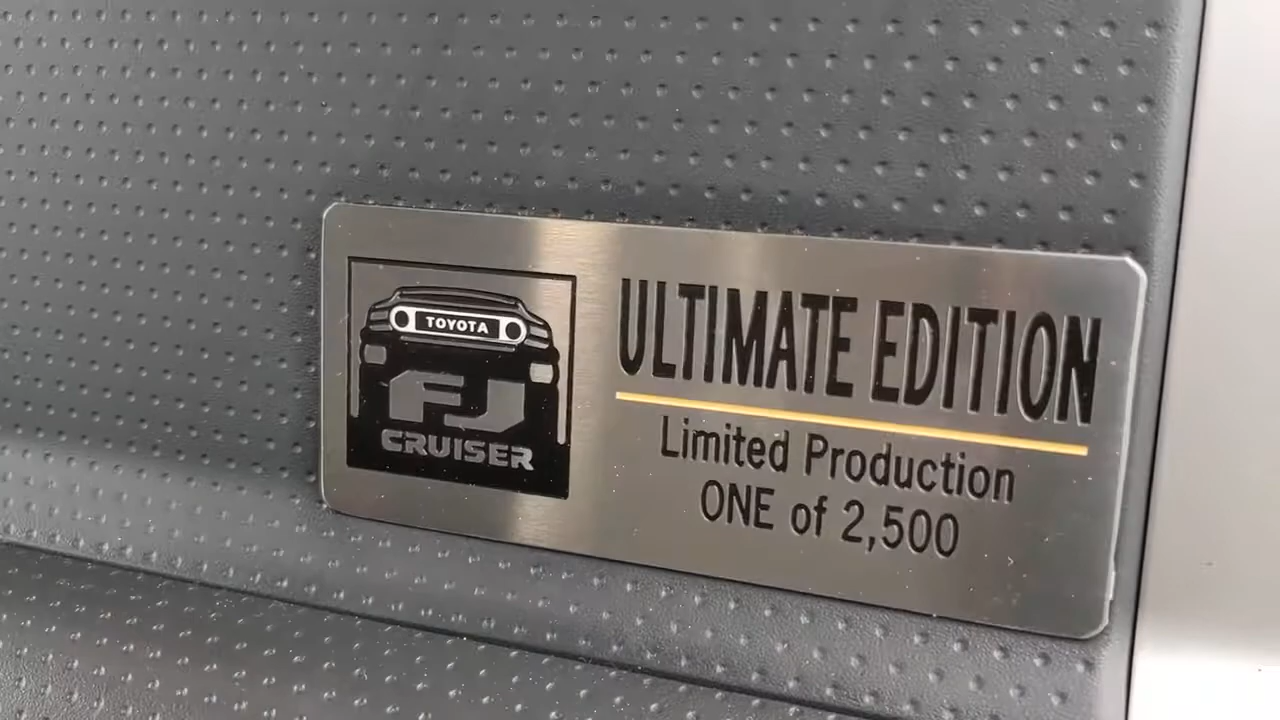 TOYOTA
FJ
CRUISER
ULTIMATE EDITION
Limited Production
ONE of 2,500